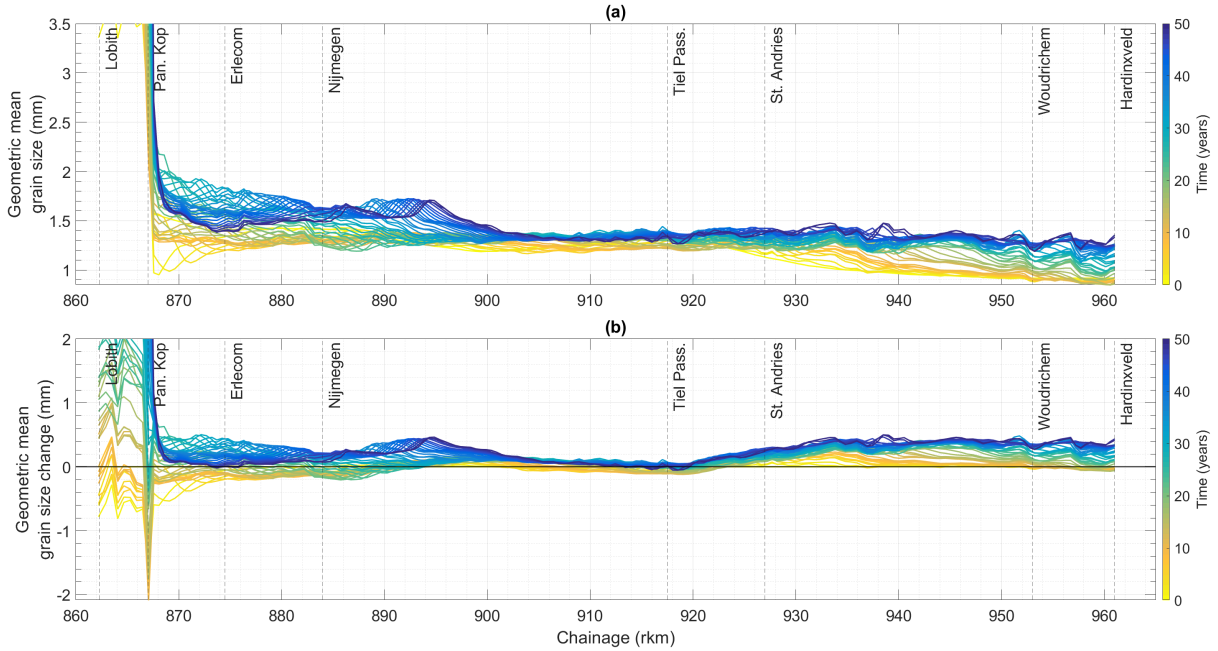 (a)
3.5
3
2.5
2
1.5
1
Geometric mean
grain size (mm)
Lobith
Pan. Kop
Erlecom
Nijmegen
Tiel Pass.
St. Andries
Woudrichem
Hardinxveld
860
870
880
890
900
910
920
930
940
950
960
50
40
30
20
10
0
Time (years)
(b)
2
1
0
-1
-2
Geometric mean
grain size change (mm)
Lobith
Pan. Kop
Erlecom
Nijmegen
Tiel Pass.
St. Andries
Woudrichem
Hardinxveld
860
870
880
890
900
910
920
930
940
950
960
Chainage (rkm)
50
40
30
20
10
0
Time (years)